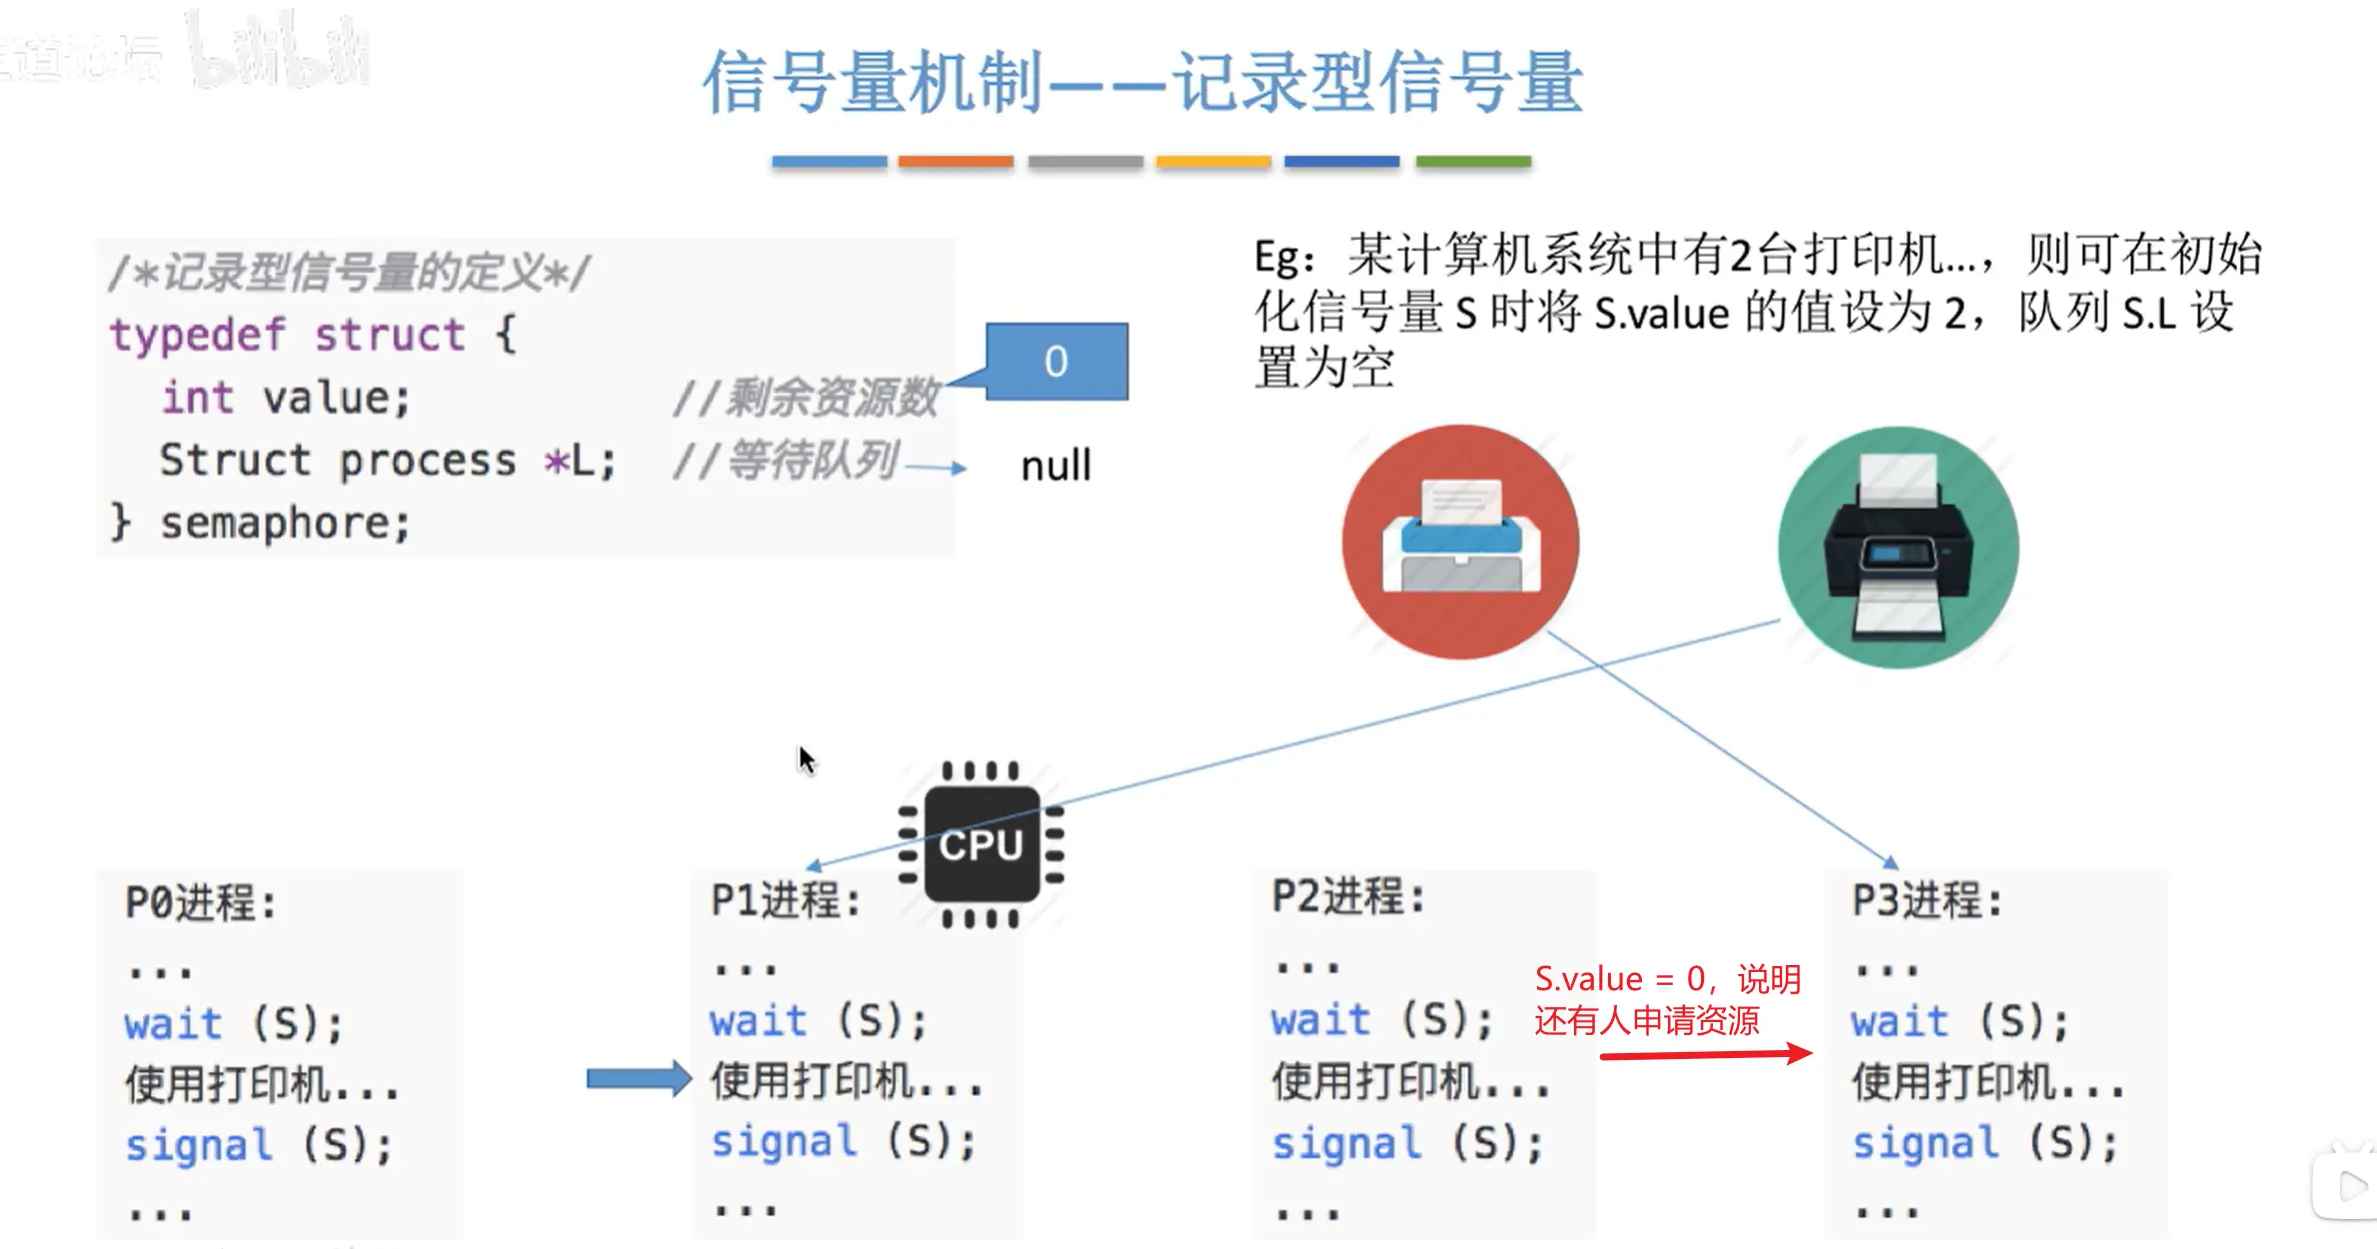 bilibili
信号量机制——记录型信号量
/*记录型信号量的定义*/
typedef struct {
int value; //剩余资源数
Struct process *L; //等待队列
} semaphore;
0
null
Eg：某计算机系统中有2台打印机...，则可在初始
化信号量 S 时将 S.value 的值设为 2，队列 S.L 设
置为空
CPU
P0进程：
...
wait (S);
使用打印机...
signal (S);
...
P1进程：
...
wait (S);
使用打印机...
signal (S);
...
P2进程：
...
wait (S);
使用打印机...
signal (S);
...
S.value = 0，说明
还有人申请资源
P3进程：
...
wait (S);
使用打印机...
signal (S);
...